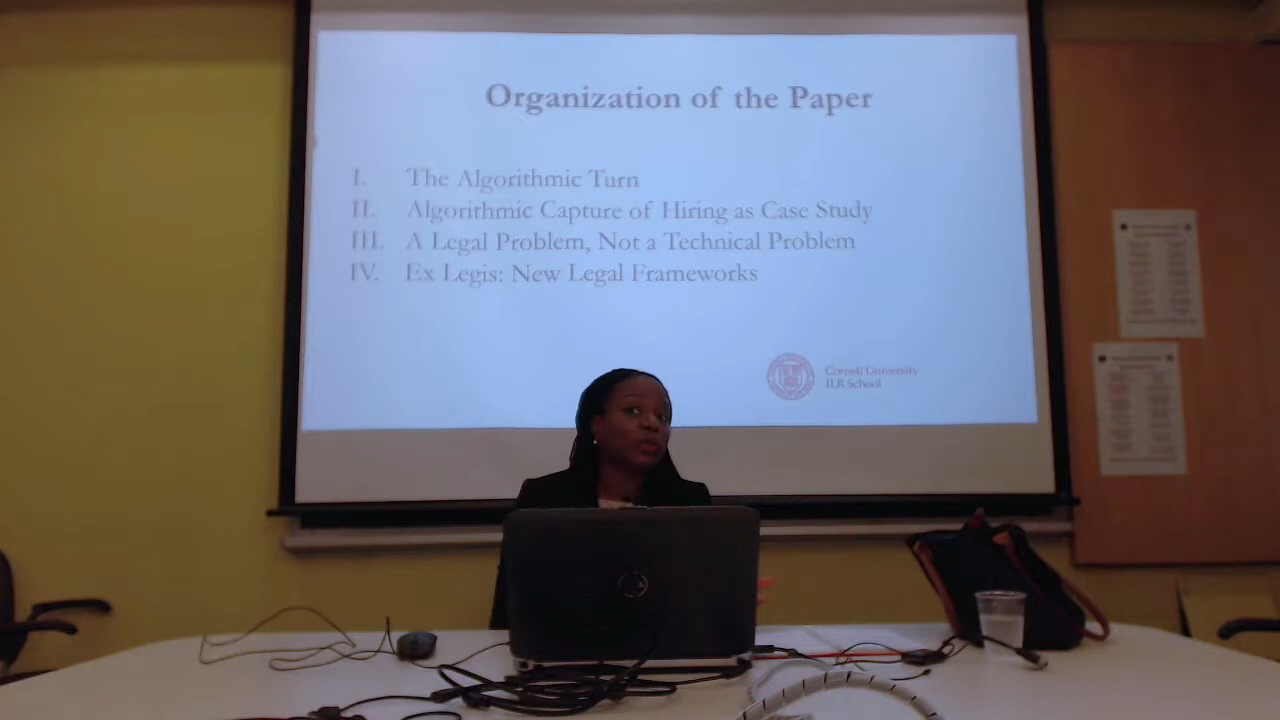 Organization of the Paper
I. The Algorithmic Turn
II. Algorithmic Capture of Hiring as Case Study
III. A Legal Problem, Not a Technical Problem
IV. Ex Legis: New Legal Frameworks
Cornell University
ILR School